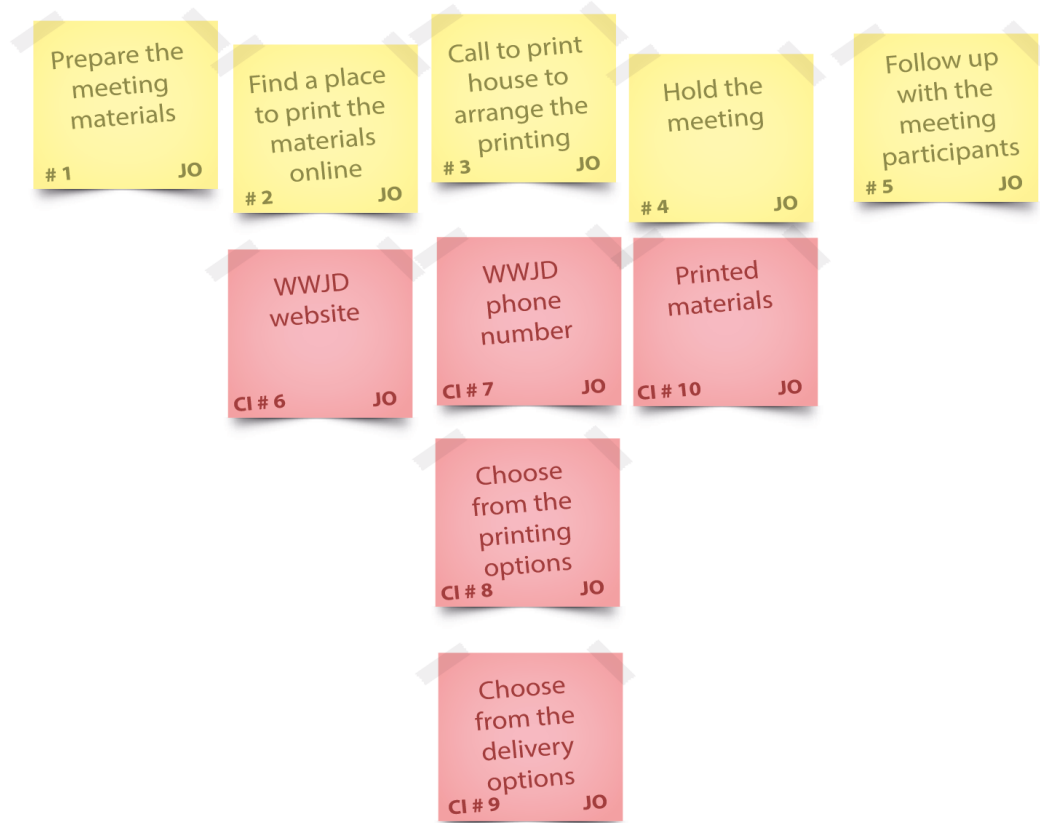 Prepare the
meeting
materials
# 1 JO
Find a place
to print the
materials
online
# 2 JO
Call to print
house to
arrange the
printing
# 3 JO
Hold the
meeting
# 4 JO
Follow up
with the
meeting
participants
# 5 JO
WWJD
website
CI # 6 JO
WWJD
phone
number
CI # 7 JO
Printed
materials
CI # 10 JO
Choose
from the
printing
options
CI # 8 JO
Choose
from the
delivery
options
CI # 9 JO